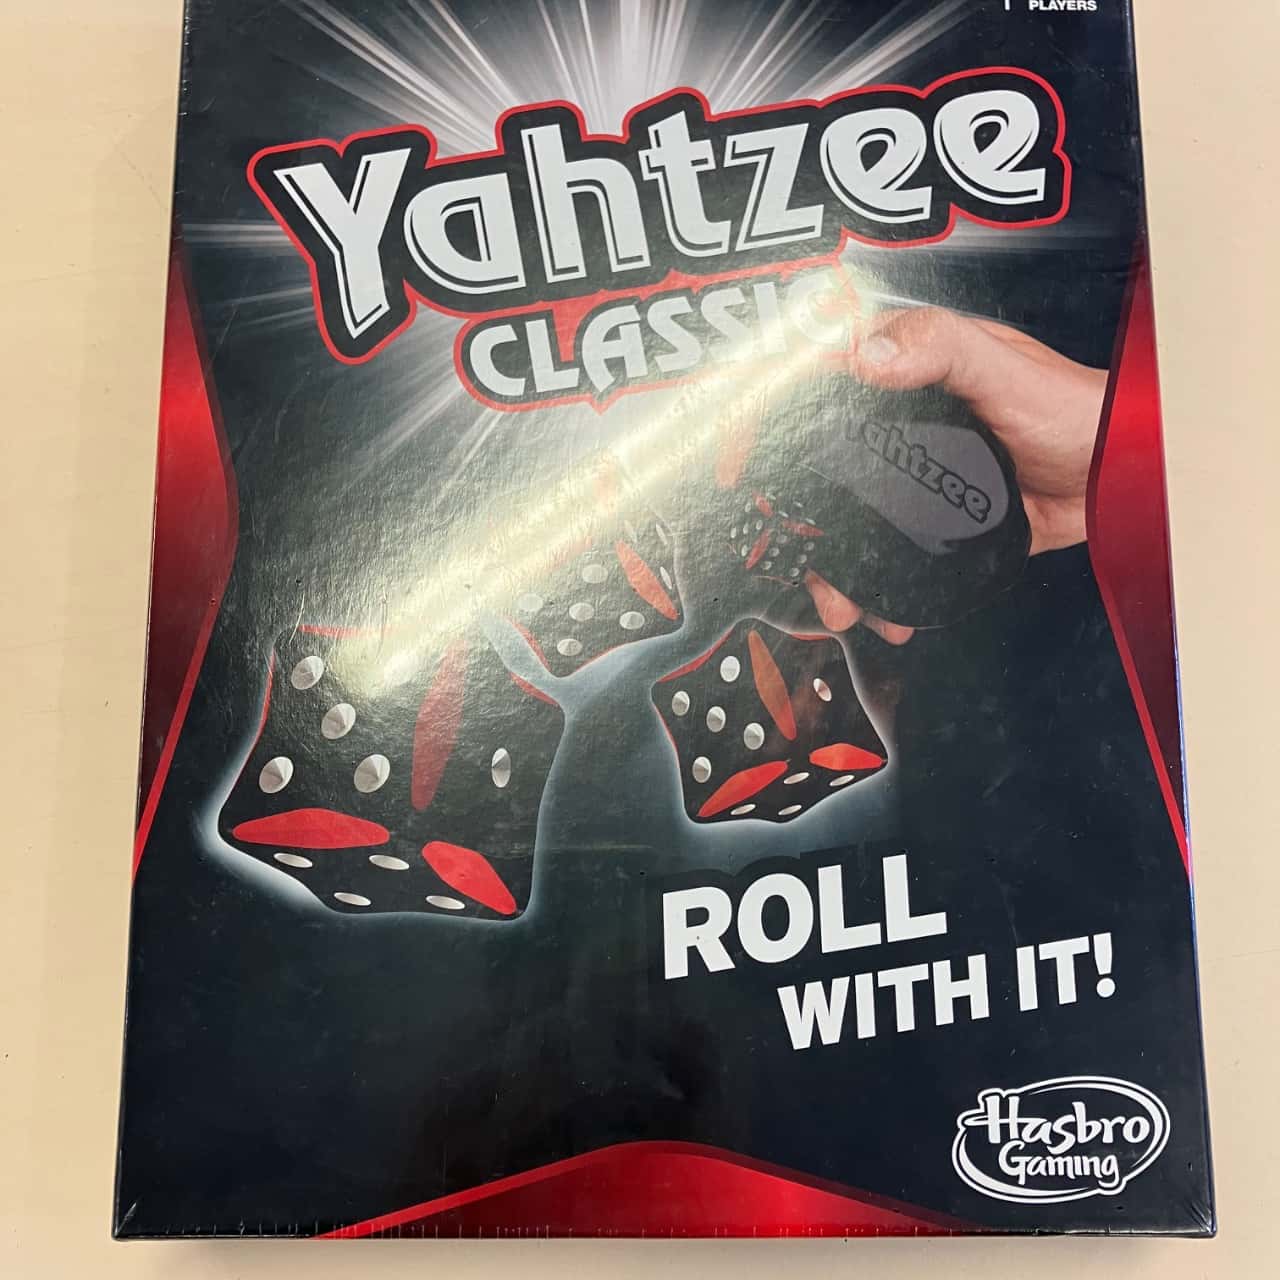 PLAYERS
Yahtzee
CLASSIC
Yahtzee
ROLL
WITH IT!
Hasbro
Gaming